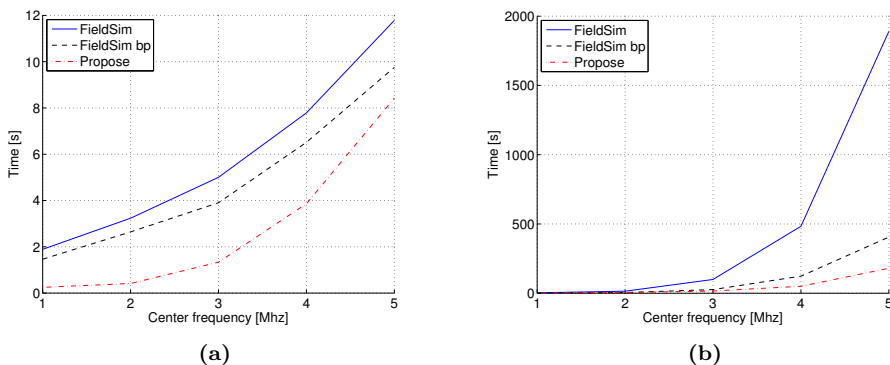 12
10
8
6
4
2
0
Time [s]
FieldSim
FieldSim bp
Propose
1 2 3 4 5
Center frequency [Mhz]
(a)
2000
1500
1000
500
0
Time [s]
FieldSim
FieldSim bp
Propose
1 2 3 4 5
Center frequency [Mhz]
(b)